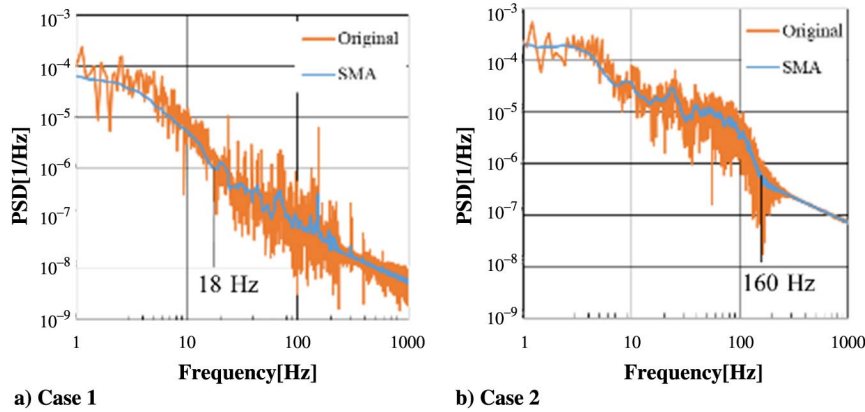 10⁻³
10⁻⁴
10⁻⁵
10⁻⁶
10⁻⁷
10⁻⁸
10⁻⁹
PSD[1/Hz]
Original
SMA
18 Hz
1
10
100
1000
Frequency[Hz]
a) Case 1
10⁻³
10⁻⁴
10⁻⁵
10⁻⁶
10⁻⁷
10⁻⁸
10⁻⁹
PSD[1/Hz]
Original
SMA
160 Hz
1
10
100
1000
Frequency[Hz]
b) Case 2